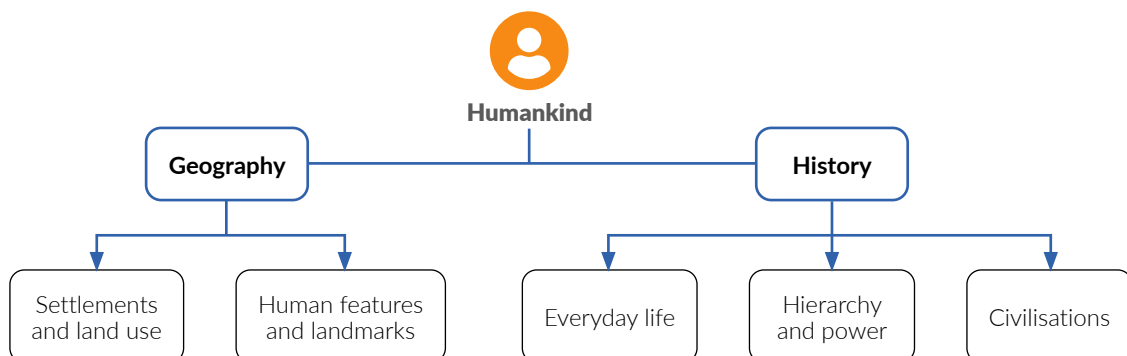 Humankind
Geography
History
Settlements
and land use
Human features
and landmarks
Everyday life
Hierarchy
and power
Civilisations